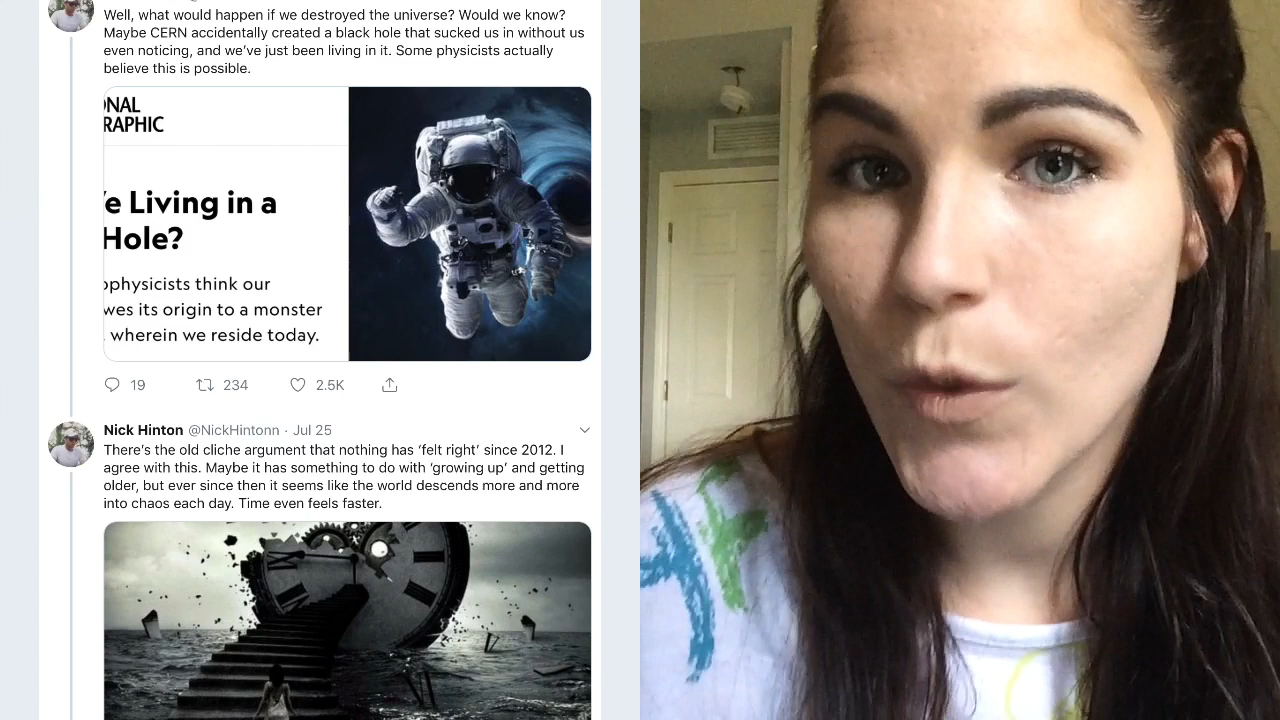 Well, what would happen if we destroyed the universe? Would we know?
Maybe CERN accidentally created a black hole that sucked us in without us
even noticing, and we’ve just been living in it. Some physicists actually
believe this is possible.
ONAL
RAPHIC
e Living in a
Hole?
ophysicists think our
wes its origin to a monster
wherein we reside today.
19 234 2.5K
Nick Hinton @NickHintonn · Jul 25
There’s the old cliche argument that nothing has ‘felt right’ since 2012. I
agree with this. Maybe it has something to do with ‘growing up’ and getting
older, but ever since then it seems like the world descends more and more
into chaos each day. Time even feels faster.